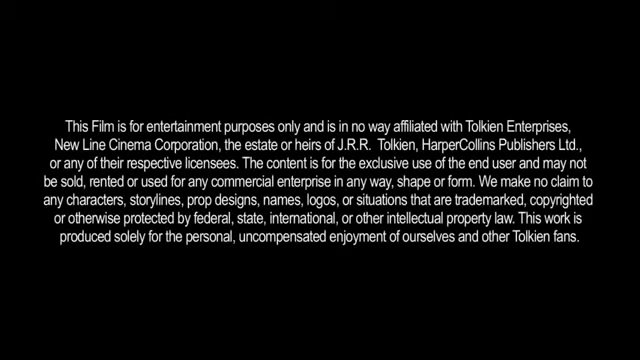 This Film is for entertainment purposes only and is in no way affiliated with Tolkien Enterprises,
New Line Cinema Corporation, the estate or heirs of J.R.R. Tolkien, HarperCollins Publishers Ltd.,
or any of their respective licensees. The content is for the exclusive use of the end user and may not
be sold, rented or used for any commercial enterprise in any way, shape or form. We make no claim to
any characters, storylines, prop designs, names, logos, or situations that are trademarked, copyrighted
or otherwise protected by federal, state, international, or other intellectual property law. This work is
produced solely for the personal, uncompensated enjoyment of ourselves and other Tolkien fans.